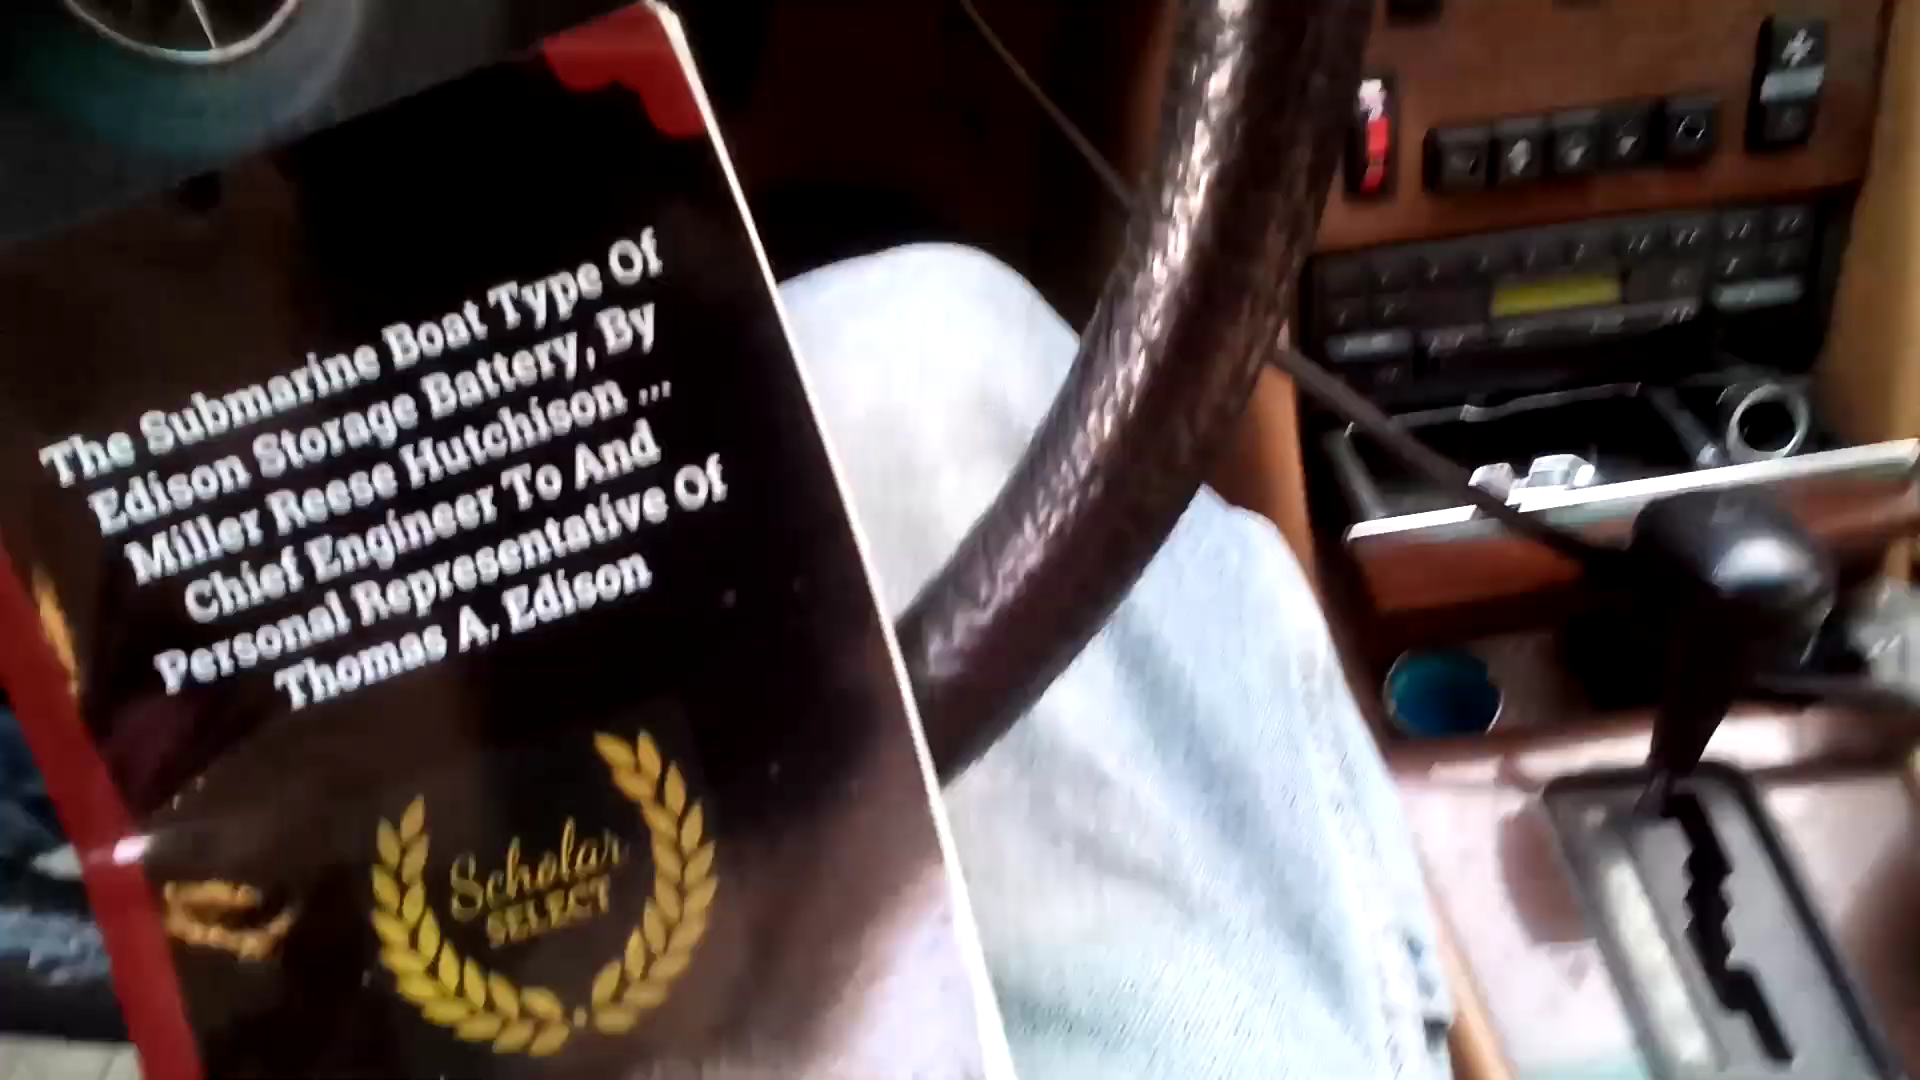 The Submarine Boat Type Of
Edison Storage Battery, By
Miller Reese Hutchison ...
Chief Engineer To And
Personal Representative Of
Thomas A. Edison
Scholar
SELECT